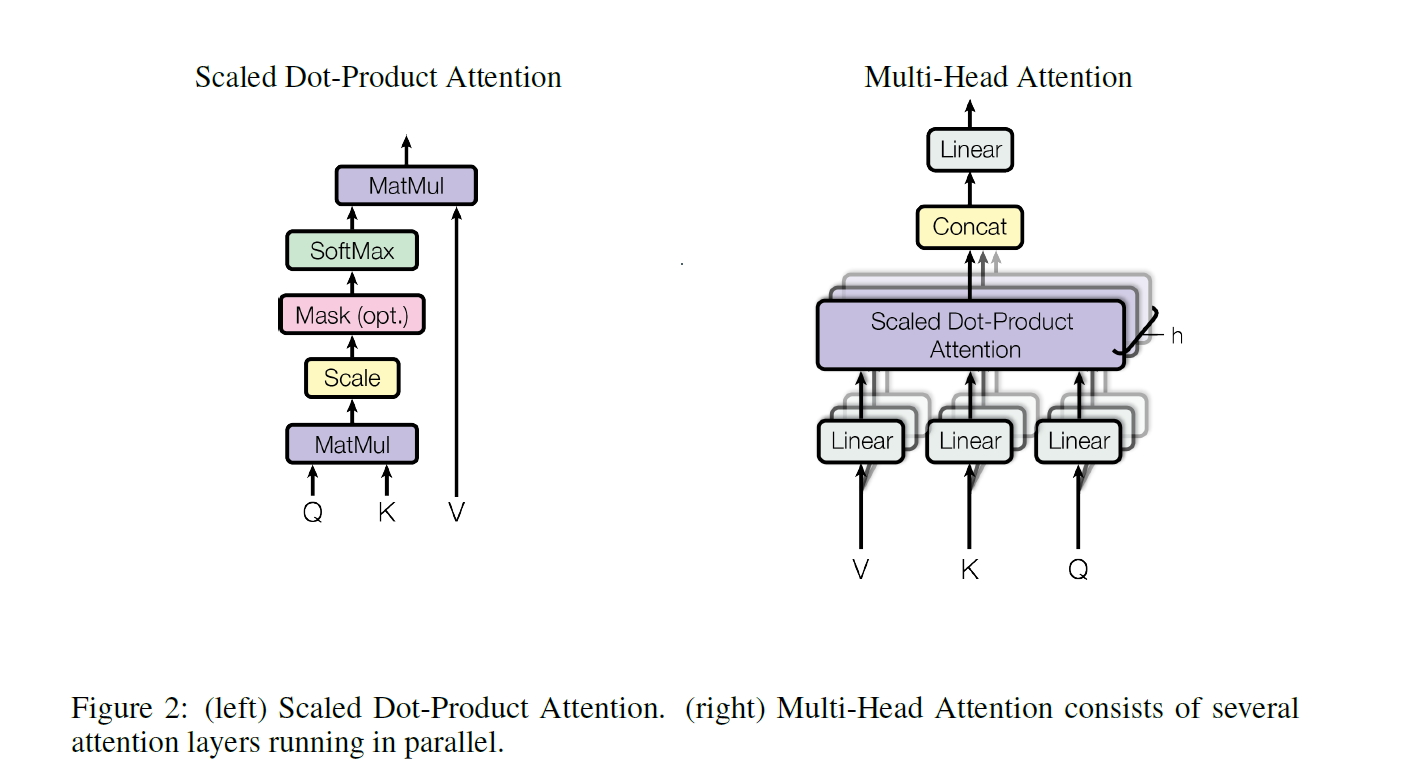 Scaled Dot-Product Attention
MatMul
SoftMax
Mask (opt.)
Scale
MatMul
Q K V
Multi-Head Attention
Linear
Concat
Scaled Dot-Product
Attention
h
Linear Linear Linear
V K Q
Figure 2: (left) Scaled Dot-Product Attention. (right) Multi-Head Attention consists of several
attention layers running in parallel.